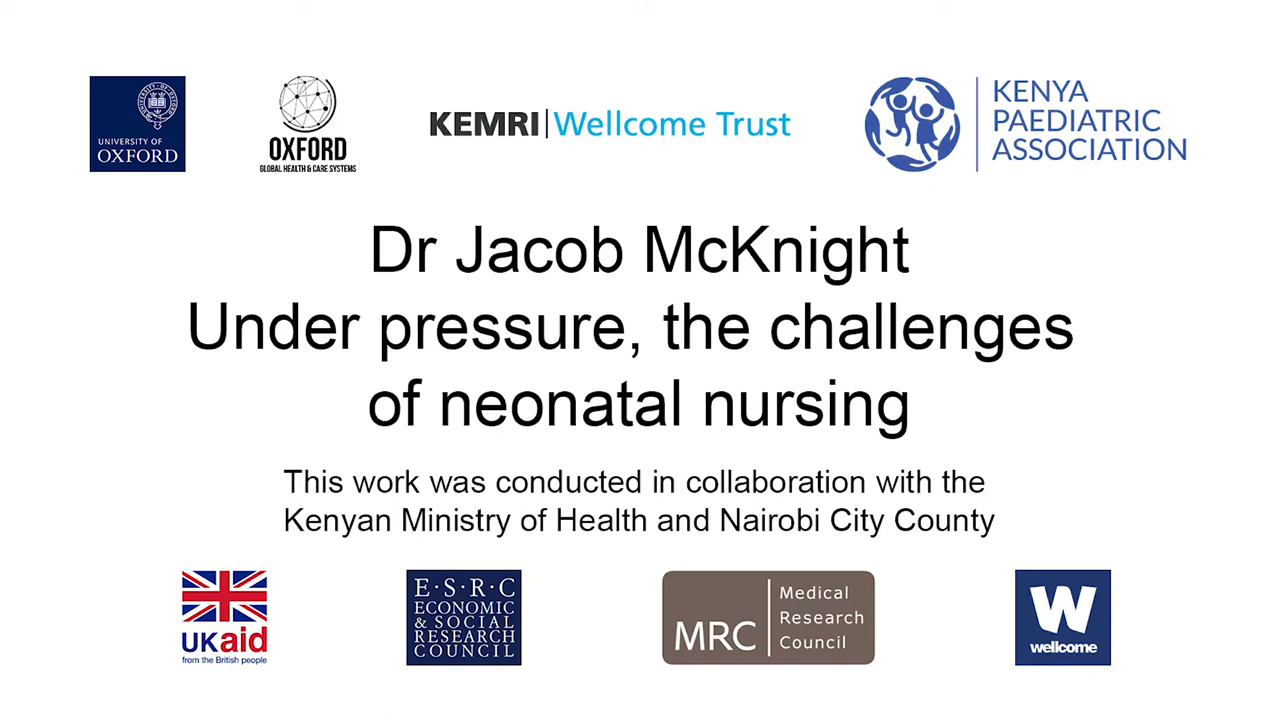 UNIVERSITY OF
OXFORD
OXFORD
GLOBAL HEALTH & CARE SYSTEMS
KEMRI|Wellcome Trust
KENYA
PAEDIATRIC
ASSOCIATION
Dr Jacob McKnight
Under pressure, the challenges
of neonatal nursing
This work was conducted in collaboration with the
Kenyan Ministry of Health and Nairobi City County
UKaid
from the British people
E·S·R·C
ECONOMIC
& SOCIAL
RESEARCH
COUNCIL
MRC
Medical
Research
Council
W
wellcome